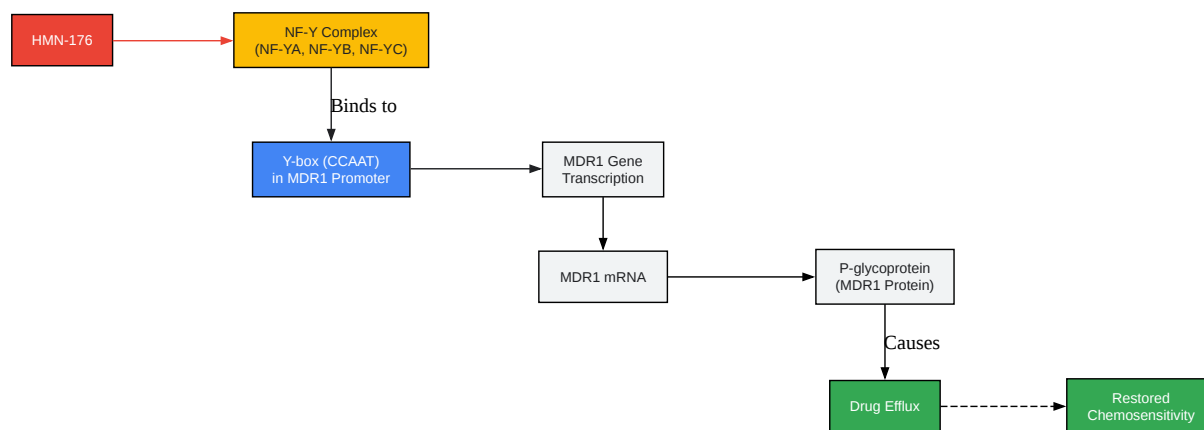 HMN-176
NF-Y Complex
(NF-YA, NF-YB, NF-YC)
Binds to
Y-box (CCAAT)
in MDR1 Promoter
MDR1 Gene
Transcription
MDR1 mRNA
P-glycoprotein
(MDR1 Protein)
Causes
Drug Efflux
Restored
Chemosensitivity